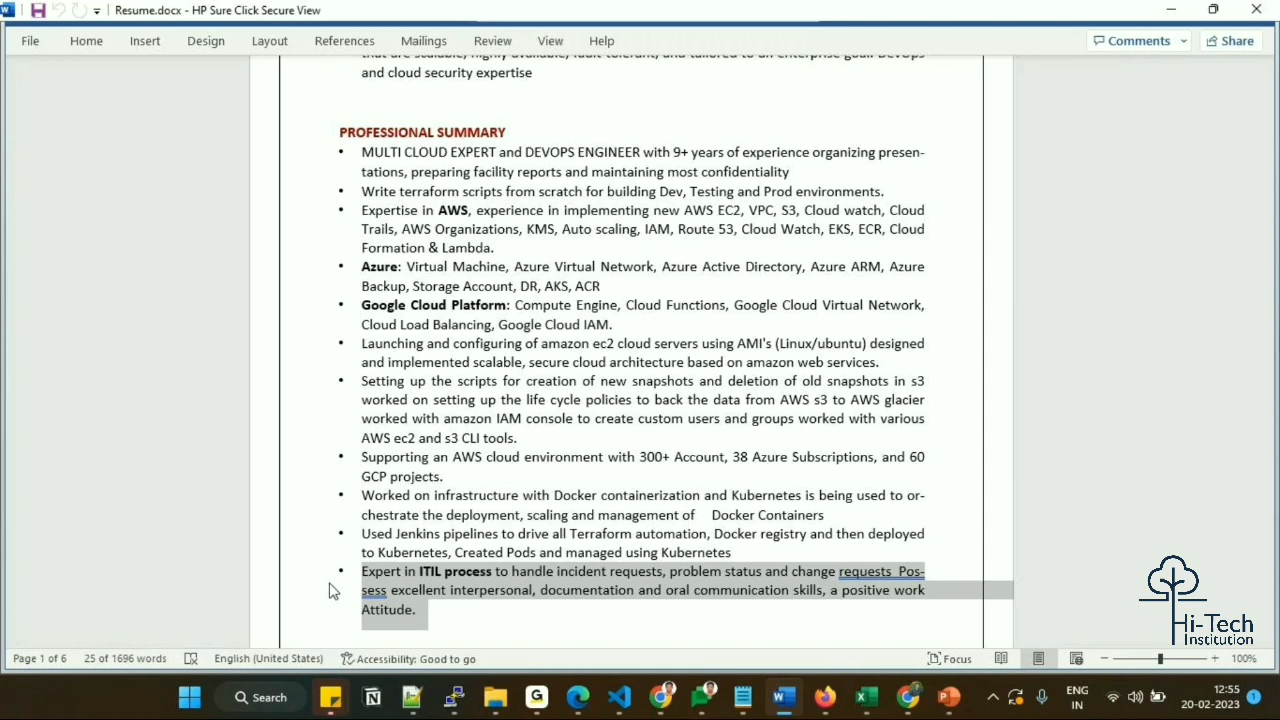 Resume.docx - HP Sure Click Secure View
File Home Insert Design Layout References Mailings Review View Help Comments Share
and cloud security expertise
PROFESSIONAL SUMMARY
• MULTI CLOUD EXPERT and DEVOPS ENGINEER with 9+ years of experience organizing presen-
tations, preparing facility reports and maintaining most confidentiality
• Write terraform scripts from scratch for building Dev, Testing and Prod environments.
• Expertise in AWS, experience in implementing new AWS EC2, VPC, S3, Cloud watch, Cloud
Trails, AWS Organizations, KMS, Auto scaling, IAM, Route 53, Cloud Watch, EKS, ECR, Cloud
Formation & Lambda.
• Azure: Virtual Machine, Azure Virtual Network, Azure Active Directory, Azure ARM, Azure
Backup, Storage Account, DR, AKS, ACR
• Google Cloud Platform: Compute Engine, Cloud Functions, Google Cloud Virtual Network,
Cloud Load Balancing, Google Cloud IAM.
• Launching and configuring of amazon ec2 cloud servers using AMI's (Linux/ubuntu) designed
and implemented scalable, secure cloud architecture based on amazon web services.
• Setting up the scripts for creation of new snapshots and deletion of old snapshots in s3
worked on setting up the life cycle policies to back the data from AWS s3 to AWS glacier
worked with amazon IAM console to create custom users and groups worked with various
AWS ec2 and s3 CLI tools.
• Supporting an AWS cloud environment with 300+ Account, 38 Azure Subscriptions, and 60
GCP projects.
• Worked on infrastructure with Docker containerization and Kubernetes is being used to or-
chestrate the deployment, scaling and management of Docker Containers
• Used Jenkins pipelines to drive all Terraform automation, Docker registry and then deployed
to Kubernetes, Created Pods and managed using Kubernetes
• Expert in ITIL process to handle incident requests, problem status and change requests Pos-
sess excellent interpersonal, documentation and oral communication skills, a positive work
Attitude.
Hi-Tech
Institution
Page 1 of 6 25 of 1696 words English (United States) Accessibility: Good to go Focus 100%
Search ENG 12:55
IN 20-02-2023 1